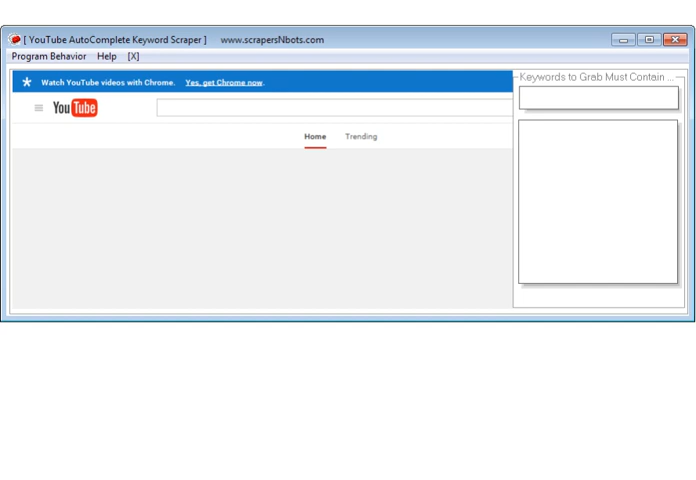 [ YouTube AutoComplete Keyword Scraper ] www.scrapersNbots.com
Program Behavior Help [X]
Watch YouTube videos with Chrome. Yes, get Chrome now.
Keywords to Grab Must Contain ...
YouTube
Home Trending